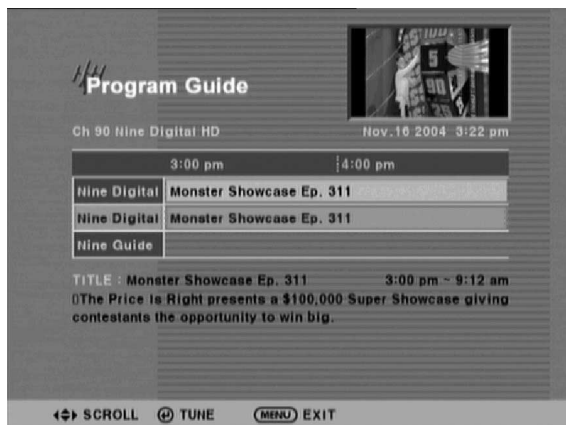 Program Guide
5
90
Ch 90 Nine Digital HD
Nov.16 2004 3:22 pm
3:00 pm 4:00 pm
Nine Digital Monster Showcase Ep. 311
Nine Digital Monster Showcase Ep. 311
Nine Guide
TITLE : Monster Showcase Ep. 311 3:00 pm ~ 9:12 am
▯The Price Is Right presents a $100,000 Super Showcase giving
contestants the opportunity to win big.
SCROLL TUNE MENU EXIT